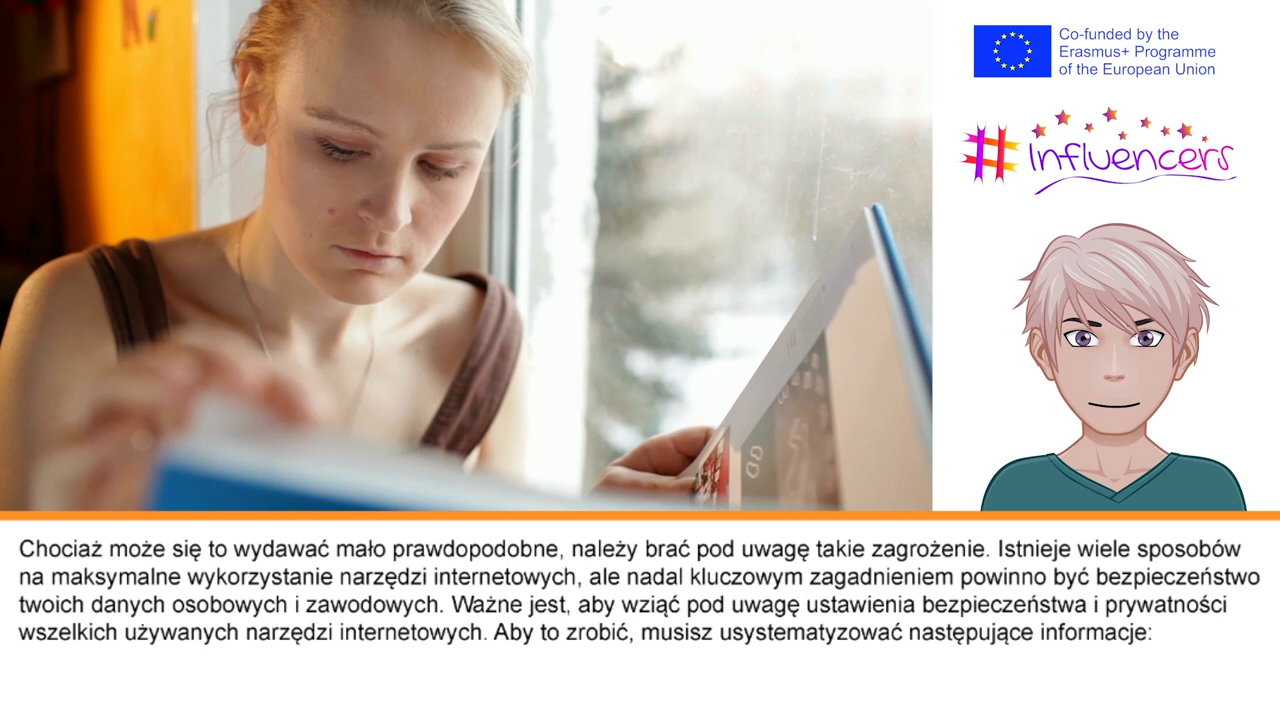 Co-funded by the
Erasmus+ Programme
of the European Union
#Influencers
Chociaż może się to wydawać mało prawdopodobne, należy brać pod uwagę takie zagrożenie. Istnieje wiele sposobów
na maksymalne wykorzystanie narzędzi internetowych, ale nadal kluczowym zagadnieniem powinno być bezpieczeństwo
twoich danych osobowych i zawodowych. Ważne jest, aby wziąć pod uwagę ustawienia bezpieczeństwa i prywatności
wszelkich używanych narzędzi internetowych. Aby to zrobić, musisz usystematyzować następujące informacje: